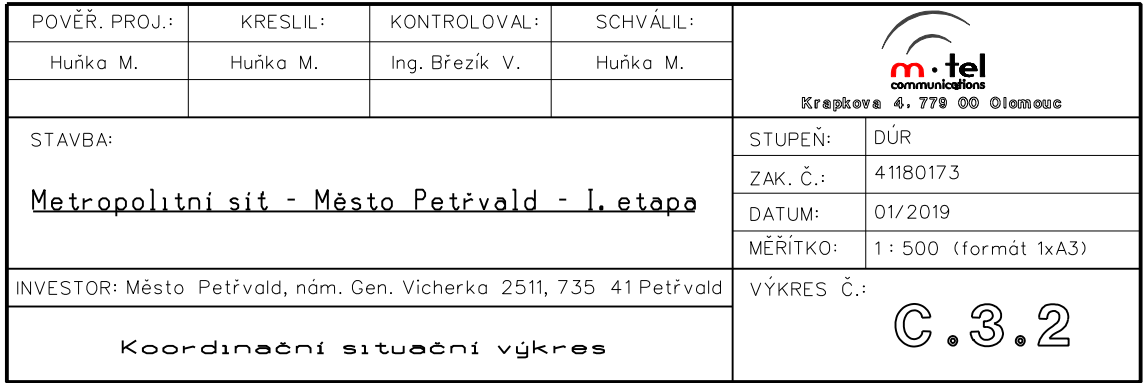 POVĚŘ. PROJ.: KRESLIL: KONTROLOVAL: SCHVÁLIL:
Huňka M. Huňka M. Ing. Březík V. Huňka M.
m·tel
communications
Krapkova 4, 779 00 Olomouc
STAVBA:
Metropolitní síť - Město Petřvald - I. etapa
STUPEŇ: DÚR
ZAK. Č.: 41180173
DATUM: 01/2019
MĚŘÍTKO: 1 : 500 (formát 1xA3)
INVESTOR: Město Petřvald, nám. Gen. Vicherka 2511, 735 41 Petřvald
Koordinační situační výkres
VÝKRES Č.:
C.3.2